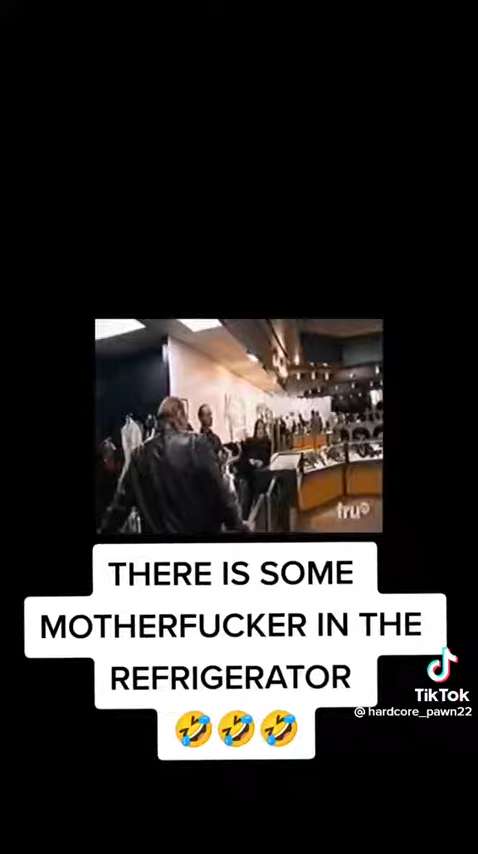 tru
THERE IS SOME
MOTHERFUCKER IN THE
REFRIGERATOR
🤣🤣🤣
TikTok
@hardcore_pawn22